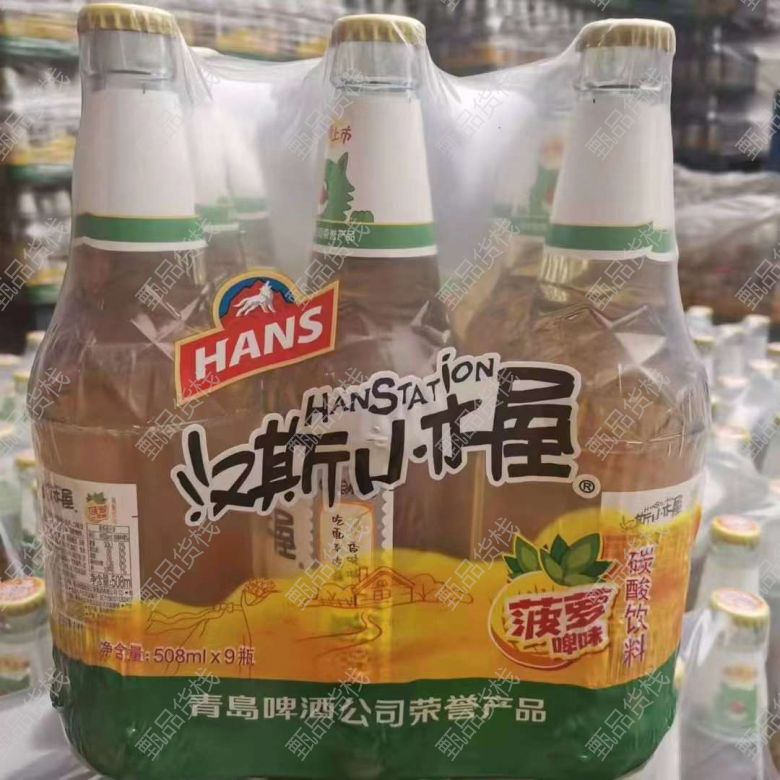 HANS
HANSTATION
汉斯小木屋®
菠萝
啤味
碳酸饮料
净含量: 508ml x 9瓶
青岛啤酒公司荣誉产品
甄品货栈